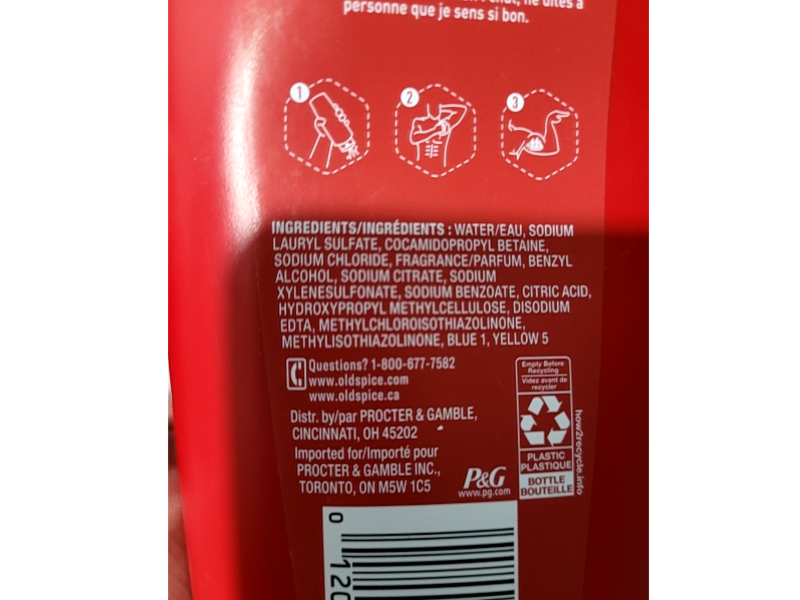 personne que je sens si bon.
1
2
3
INGREDIENTS/INGRÉDIENTS : WATER/EAU, SODIUM
LAURYL SULFATE, COCAMIDOPROPYL BETAINE,
SODIUM CHLORIDE, FRAGRANCE/PARFUM, BENZYL
ALCOHOL, SODIUM CITRATE, SODIUM
XYLENESULFONATE, SODIUM BENZOATE, CITRIC ACID,
HYDROXYPROPYL METHYLCELLULOSE, DISODIUM
EDTA, METHYLCHLOROISOTHIAZOLINONE,
METHYLISOTHIAZOLINONE, BLUE 1, YELLOW 5
Questions? 1-800-677-7582
www.oldspice.com
www.oldspice.ca
Distr. by/par PROCTER & GAMBLE,
CINCINNATI, OH 45202
Imported for/Importé pour
PROCTER & GAMBLE INC.,
TORONTO, ON M5W 1C5
P&G
www.pg.com
Empty Before
Recycling
Videz avant de
recycler
PLASTIC
PLASTIQUE
BOTTLE
BOUTEILLE
how2recycle.info
0 120